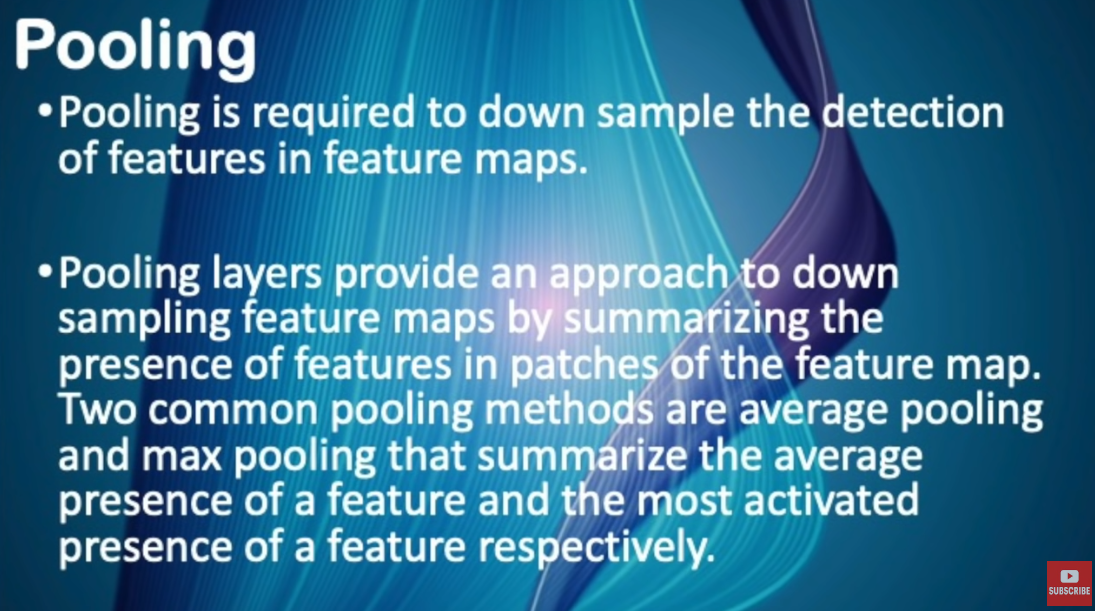 Pooling
•Pooling is required to down sample the detection
of features in feature maps.
•Pooling layers provide an approach to down
sampling feature maps by summarizing the
presence of features in patches of the feature map.
Two common pooling methods are average pooling
and max pooling that summarize the average
presence of a feature and the most activated
presence of a feature respectively.
SUBSCRIBE